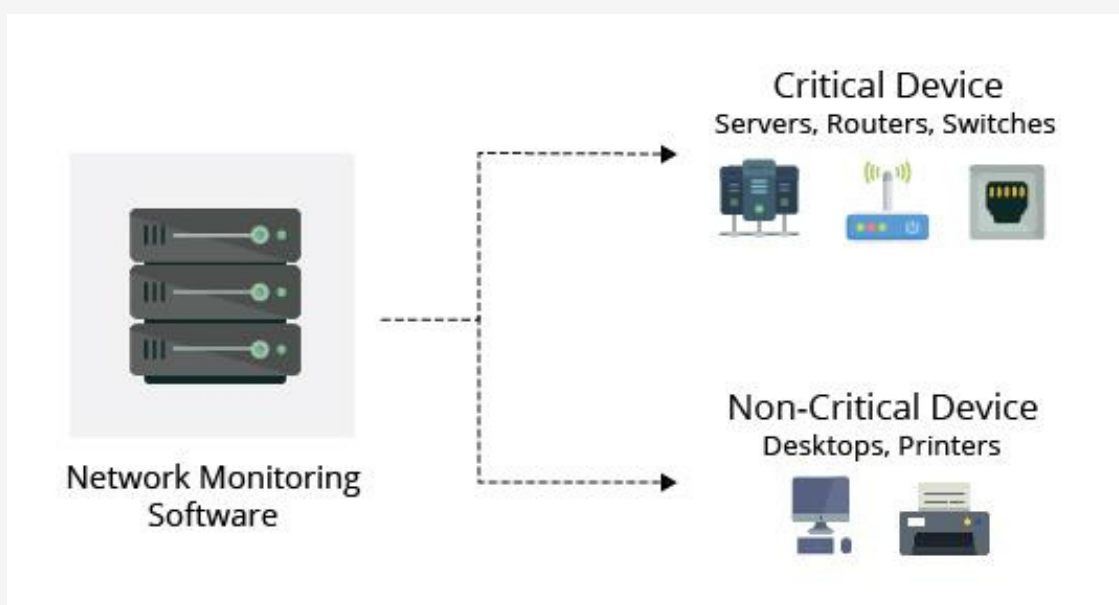 Critical Device
Servers, Routers, Switches
Network Monitoring
Software
Non-Critical Device
Desktops, Printers